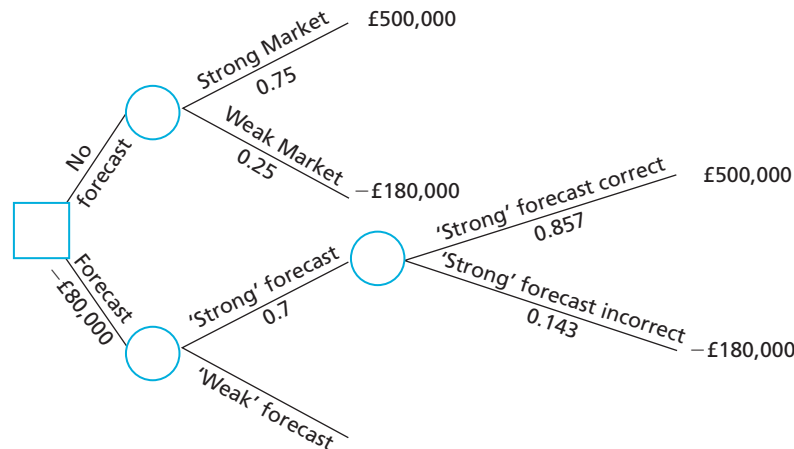 £500,000
Strong Market
0.75
Weak Market
0.25
−£180,000
No
forecast
Forecast
−£80,000
'Strong' forecast
0.7
'Weak' forecast
'Strong' forecast correct
0.857
£500,000
'Strong' forecast incorrect
0.143
−£180,000